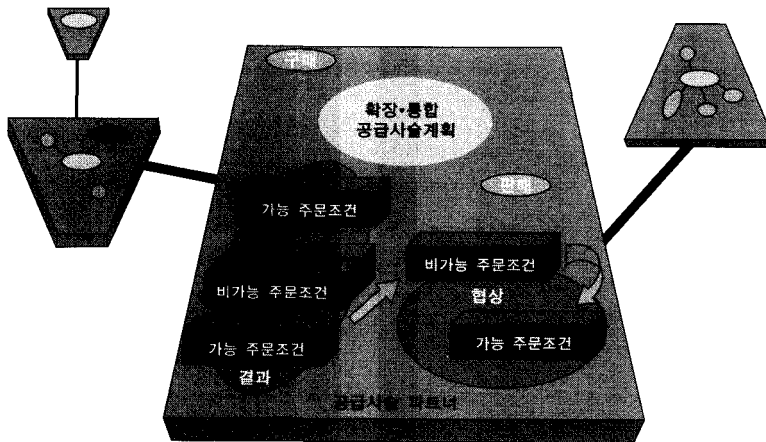 구매
확장·통합
공급사슬계획
판매
가능 주문조건
비가능 주문조건
비가능 주문조건
협상
가능 주문조건
가능 주문조건
결과
공급사슬 파트너